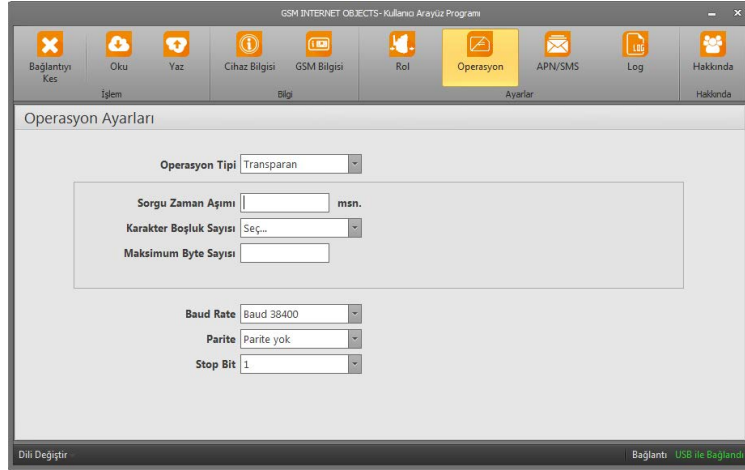 GSM INTERNET OBJECTS- Kullanıcı Arayüz Programı
Bağlantıyı Kes
Oku
Yaz
Cihaz Bilgisi
GSM Bilgisi
Rol
Operasyon
APN/SMS
LOG
Log
Hakkında
İşlem
Bilgi
Ayarlar
Hakkında
Operasyon Ayarları
Operasyon Tipi Transparan
Sorgu Zaman Aşımı msn.
Karakter Boşluk Sayısı Seç...
Maksimum Byte Sayısı
Baud Rate Baud 38400
Parite Parite yok
Stop Bit 1
Dili Değiştir
Bağlantı USB ile Bağlandı